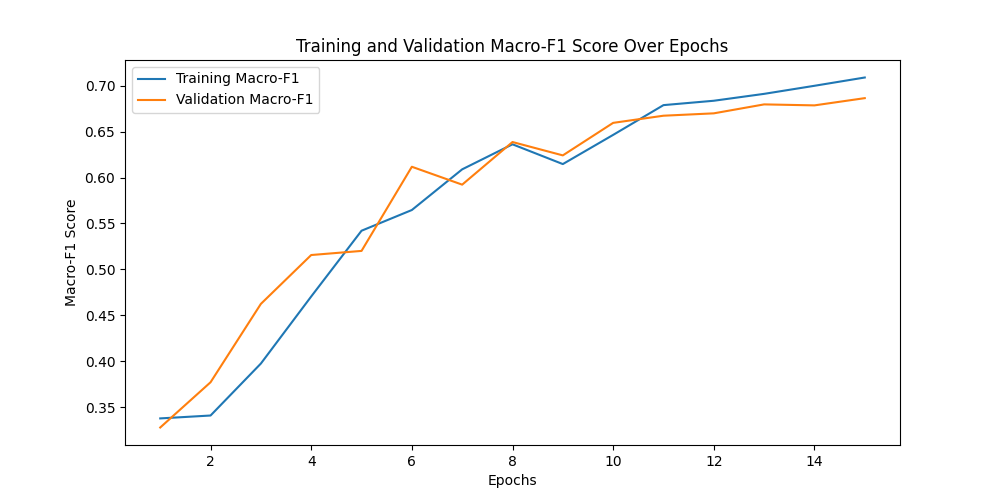 Training and Validation Macro-F1 Score Over Epochs
Training Macro-F1
Validation Macro-F1
Macro-F1 Score
0.70
0.65
0.60
0.55
0.50
0.45
0.40
0.35
2 4 6 8 10 12 14
Epochs